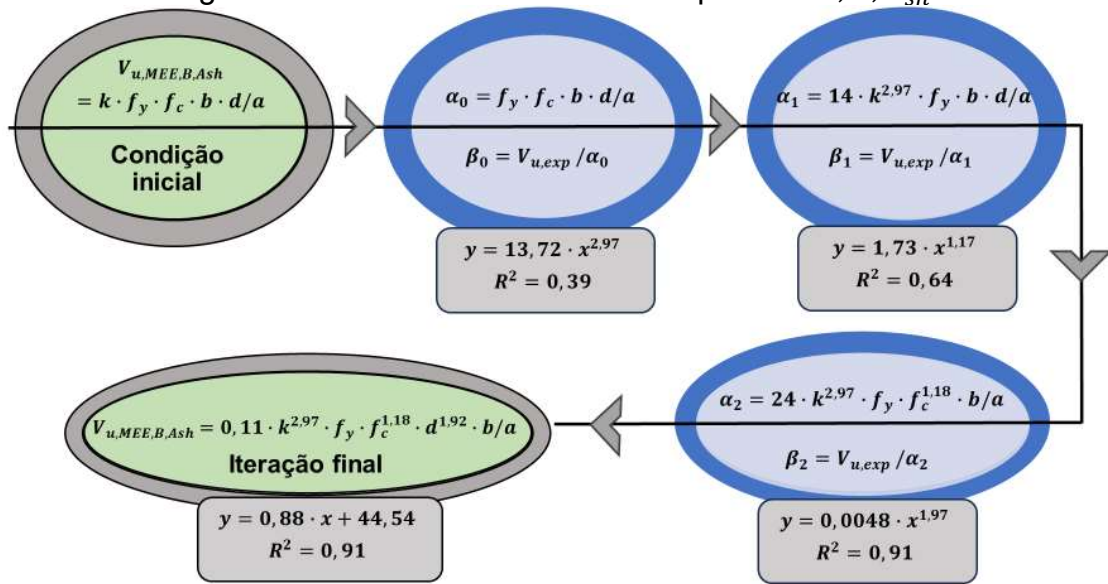 V_{u,MEE,B,Ash}
= k · f_y · f_c · b · d/a
Condição
inicial
α_0 = f_y · f_c · b · d/a
β_0 = V_{u,exp}/α_0
y = 13,72 · x^{2,97}
R^2 = 0,39
α_1 = 14 · k^{2,97} · f_y · b · d/a
β_1 = V_{u,exp}/α_1
y = 1,73 · x^{1,17}
R^2 = 0,64
α_2 = 24 · k^{2,97} · f_y · f_c^{1,18} · b/a
β_2 = V_{u,exp}/α_2
y = 0,0048 · x^{1,97}
R^2 = 0,91
V_{u,MEE,B,Ash} = 0,11 · k^{2,97} · f_y · f_c^{1,18} · d^{1,92} · b/a
Iteração final
y = 0,88 · x + 44,54
R^2 = 0,91